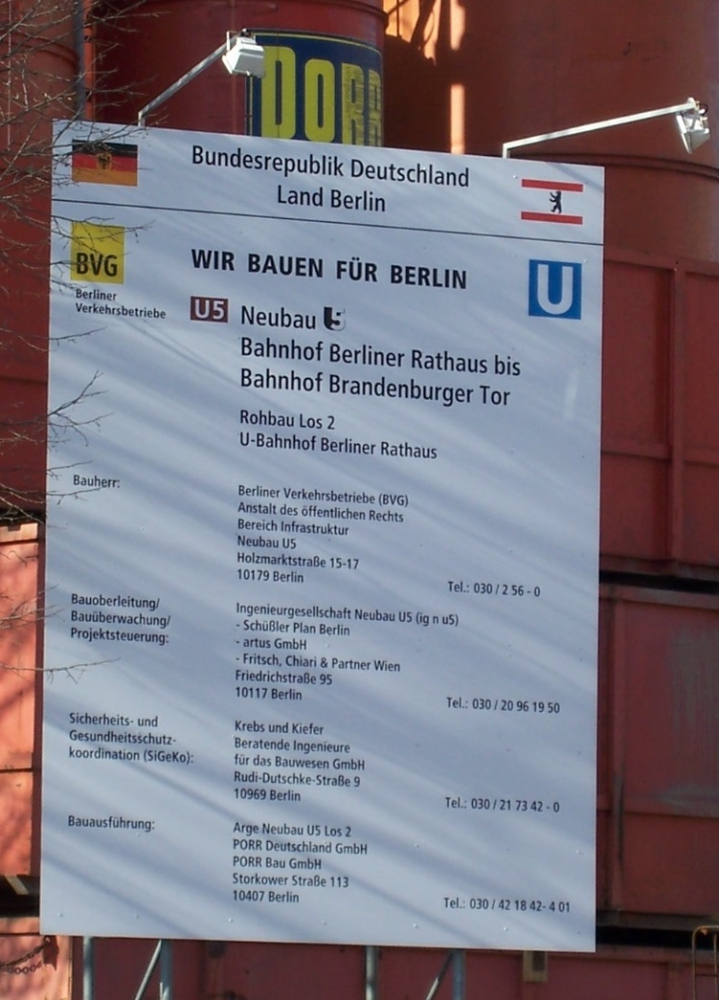 DORR
Bundesrepublik Deutschland
Land Berlin
BVG
Berliner
Verkehrsbetriebe
WIR BAUEN FÜR BERLIN
U
U5 Neubau U5
Bahnhof Berliner Rathaus bis
Bahnhof Brandenburger Tor
Rohbau Los 2
U-Bahnhof Berliner Rathaus
Bauherr:
Berliner Verkehrsbetriebe (BVG)
Anstalt des öffentlichen Rechts
Bereich Infrastruktur
Neubau U5
Holzmarktstraße 15-17
10179 Berlin Tel.: 030 / 2 56 - 0
Bauoberleitung/
Bauüberwachung/
Projektsteuerung:
Ingenieurgesellschaft Neubau U5 (ig n u5)
- Schüßler Plan Berlin
- artus GmbH
- Fritsch, Chiari & Partner Wien
Friedrichstraße 95
10117 Berlin Tel.: 030 / 20 96 19 50
Sicherheits- und
Gesundheitsschutz-
koordination (SiGeKo):
Krebs und Kiefer
Beratende Ingenieure
für das Bauwesen GmbH
Rudi-Dutschke-Straße 9
10969 Berlin Tel.: 030 / 21 73 42 - 0
Bauausführung:
Arge Neubau U5 Los 2
PORR Deutschland GmbH
PORR Bau GmbH
Storkower Straße 113
10407 Berlin Tel.: 030 / 42 18 42- 4 01